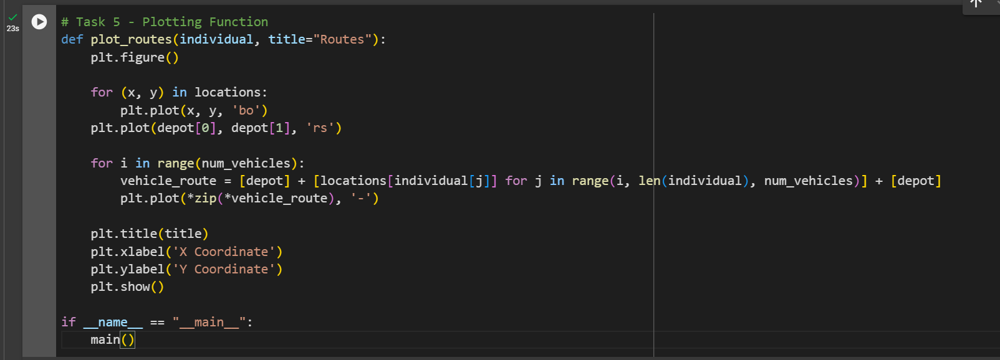 23s
# Task 5 - Plotting Function
def plot_routes(individual, title="Routes"):
    plt.figure()

    for (x, y) in locations:
        plt.plot(x, y, 'bo')
    plt.plot(depot[0], depot[1], 'rs')

    for i in range(num_vehicles):
        vehicle_route = [depot] + [locations[individual[j]] for j in range(i, len(individual), num_vehicles)] + [depot]
        plt.plot(*zip(*vehicle_route), '-')

    plt.title(title)
    plt.xlabel('X Coordinate')
    plt.ylabel('Y Coordinate')
    plt.show()

if __name__ == "__main__":
    main()